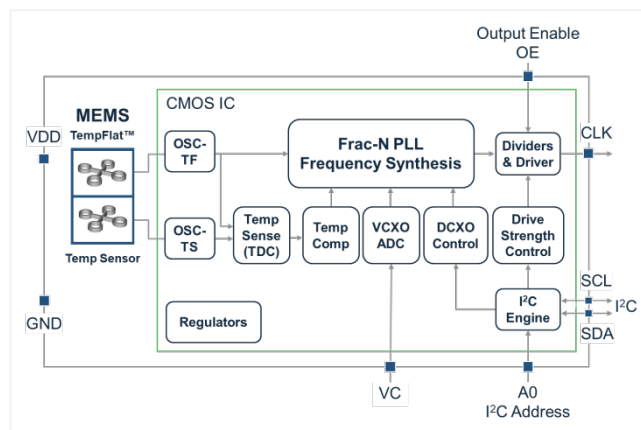 Output Enable
OE
CMOS IC
MEMS
TempFlat™
VDD
OSC-
TF
Frac-N PLL
Frequency Synthesis
Dividers
& Driver
CLK
OSC-
TS
Temp
Sense
(TDC)
Temp
Comp
VCXO
ADC
DCXO
Control
Drive
Strength
Control
Temp Sensor
SCL
I²C
SDA
GND
Regulators
I²C
Engine
VC
A0
I²C Address